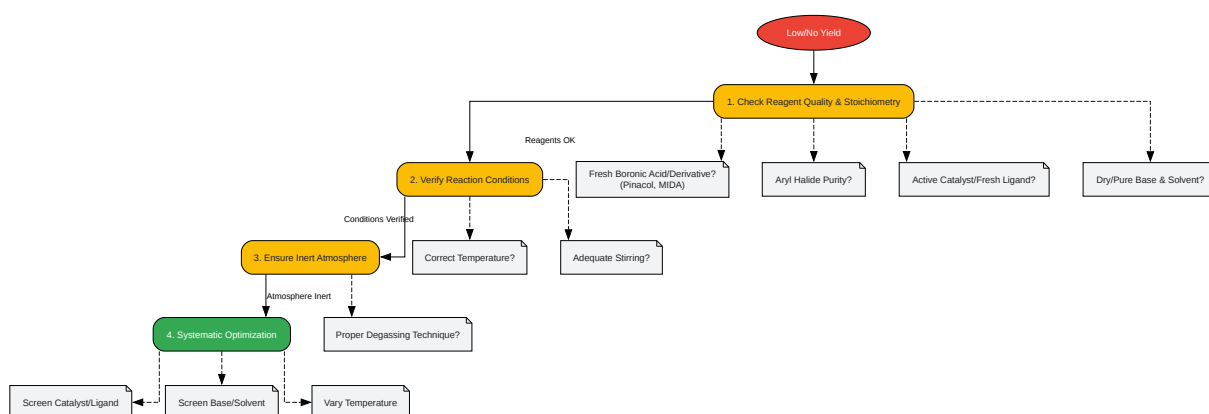 Low/No Yield
1. Check Reagent Quality & Stoichiometry
Reagents OK
2. Verify Reaction Conditions
Fresh Boronic Acid/Derivative?
(Pinacol, MIDA)
Aryl Halide Purity?
Active Catalyst/Fresh Ligand?
Dry/Pure Base & Solvent?
Conditions Verified
3. Ensure Inert Atmosphere
Correct Temperature?
Adequate Stirring?
Atmosphere Inert
4. Systematic Optimization
Proper Degassing Technique?
Screen Catalyst/Ligand
Screen Base/Solvent
Vary Temperature